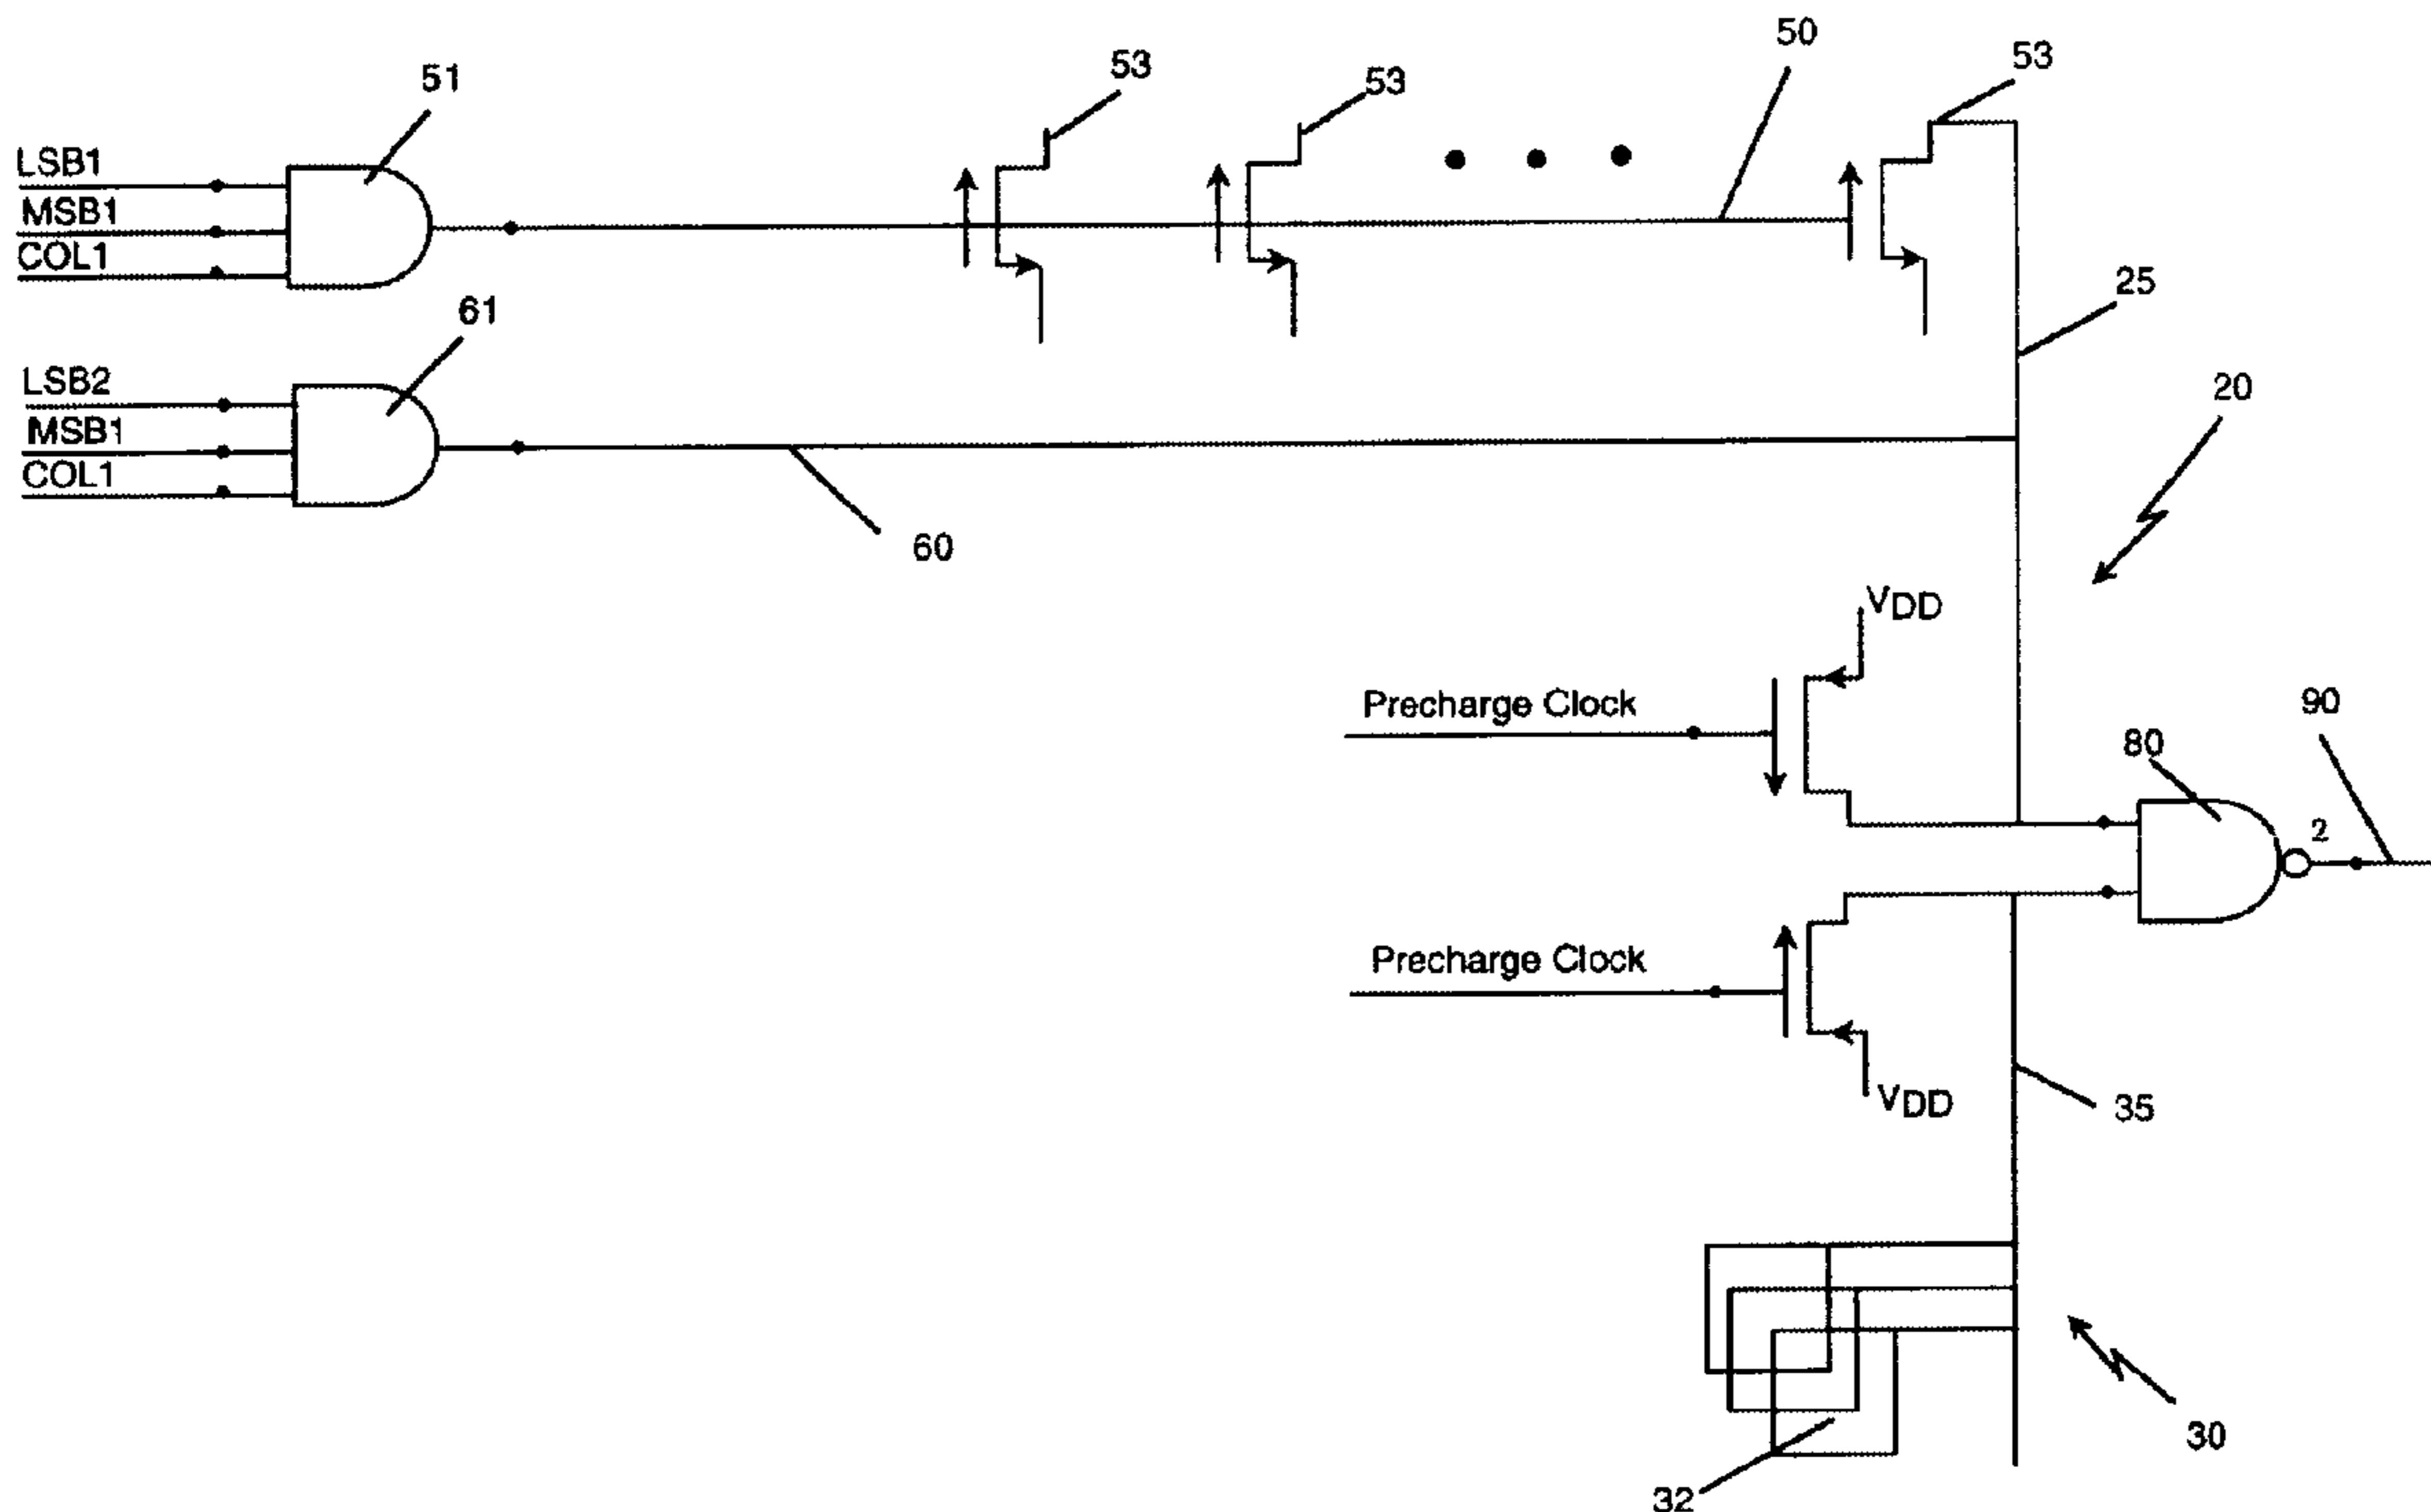 50
53
53
53
51
LSB1
MSB1
COL1
25
61
LSB2
MSB1
COL1
20
60
VDD
Precharge Clock
90
80
2
Precharge Clock
VDD
35
30
32